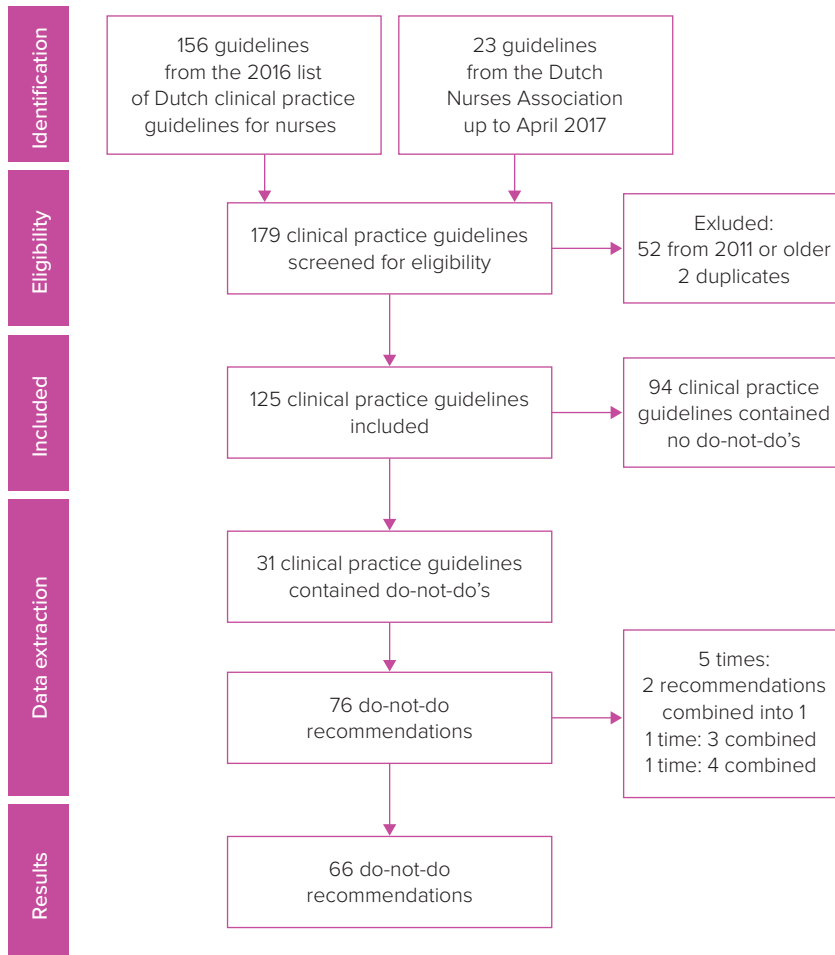 Identification
156 guidelines
from the 2016 list
of Dutch clinical practice
guidelines for nurses
23 guidelines
from the Dutch
Nurses Association
up to April 2017
Eligibility
179 clinical practice guidelines
screened for eligibility
Exluded:
52 from 2011 or older
2 duplicates
Included
125 clinical practice guidelines
included
94 clinical practice
guidelines contained
no do-not-do’s
Data extraction
31 clinical practice guidelines
contained do-not-do’s
76 do-not-do
recommendations
5 times:
2 recommendations
combined into 1
1 time: 3 combined
1 time: 4 combined
Results
66 do-not-do
recommendations